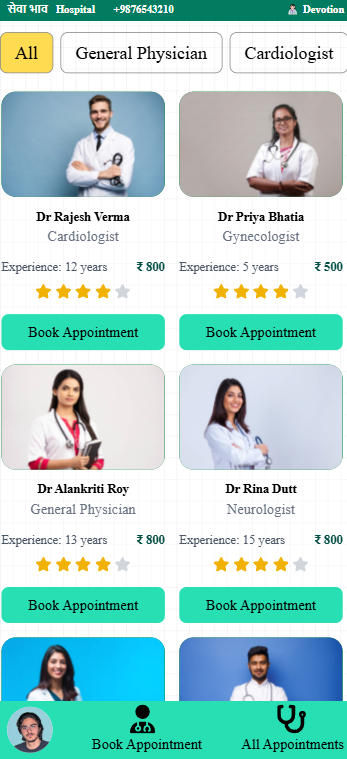 सेवा भाव Hospital +9876543210 Devotion
All General Physician Cardiologist
Dr Rajesh Verma
Cardiologist
Experience: 12 years ₹ 800
Book Appointment
Dr Priya Bhatia
Gynecologist
Experience: 5 years ₹ 500
Book Appointment
Dr Alankriti Roy
General Physician
Experience: 13 years ₹ 800
Book Appointment
Dr Rina Dutt
Neurologist
Experience: 15 years ₹ 800
Book Appointment
Book Appointment All Appointments